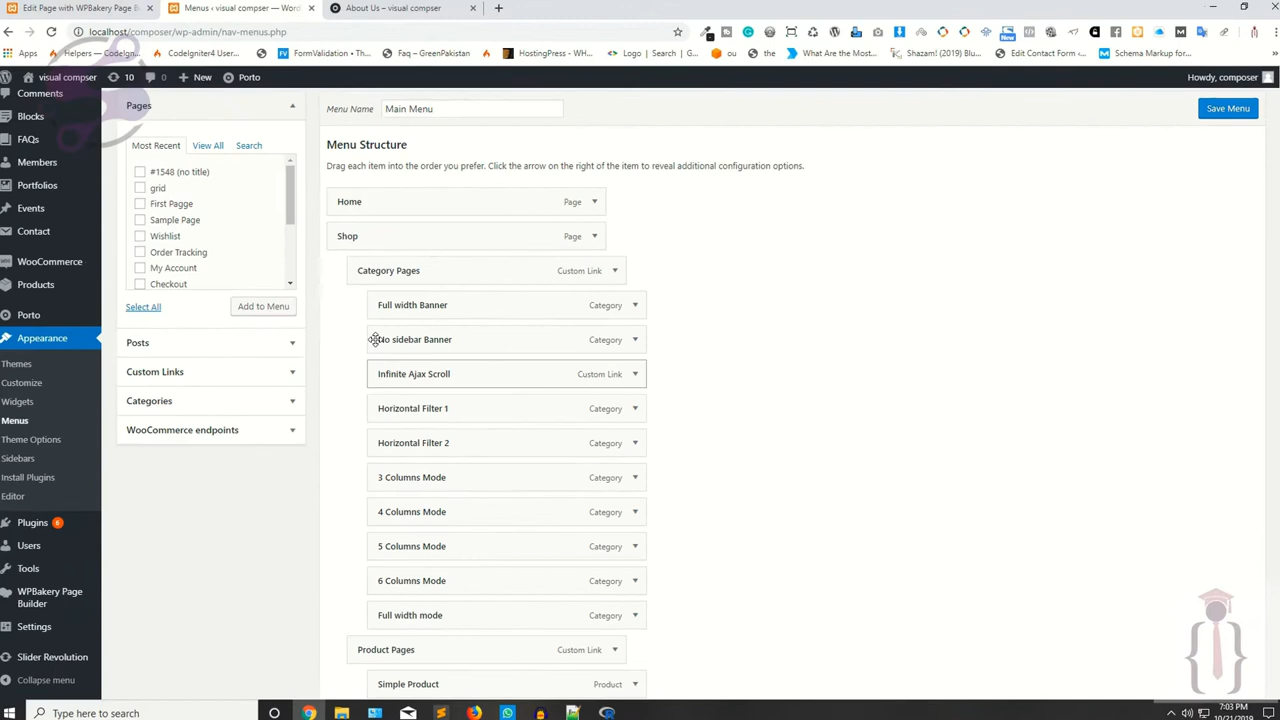 Edit Page with WPBakery Page B
Menus ‹ visual compser — Wor
About Us – visual compser
localhost/composer/wp-admin/nav-menus.php
Apps
Helpers — CodeIgn
CodeIgniter4 User G
FormValidation • Th
Faq – GreenPakistan
HostingPress - WH
Logo | Search
ou
the
What Are the Most
Shazam! (2019) Blu
Edit Contact Form ‹
Schema Markup for
visual compser
10
0
New
Porto
Howdy, composer
Comments
Blocks
FAQs
Members
Portfolios
Events
Contact
WooCommerce
Products
Porto
Appearance
Themes
Customize
Widgets
Menus
Theme Options
Sidebars
Install Plugins
Editor
Plugins 6
Users
Tools
WPBakery Page
Builder
Settings
Slider Revolution
Collapse menu
Pages
Most Recent
View All
Search
#1548 (no title)
grid
First Pagge
Sample Page
Wishlist
Order Tracking
My Account
Checkout
Select All
Add to Menu
Posts
Custom Links
Categories
WooCommerce endpoints
Menu Name
Main Menu
Save Menu
Menu Structure
Drag each item into the order you prefer. Click the arrow on the right of the item to reveal additional configuration options.
Home Page
Shop Page
Category Pages Custom Link
Full width Banner Category
No sidebar Banner Category
Infinite Ajax Scroll Custom Link
Horizontal Filter 1 Category
Horizontal Filter 2 Category
3 Columns Mode Category
4 Columns Mode Category
5 Columns Mode Category
6 Columns Mode Category
Full width mode Category
Product Pages Custom Link
Simple Product Product
Type here to search
7:03 PM
10/21/2019